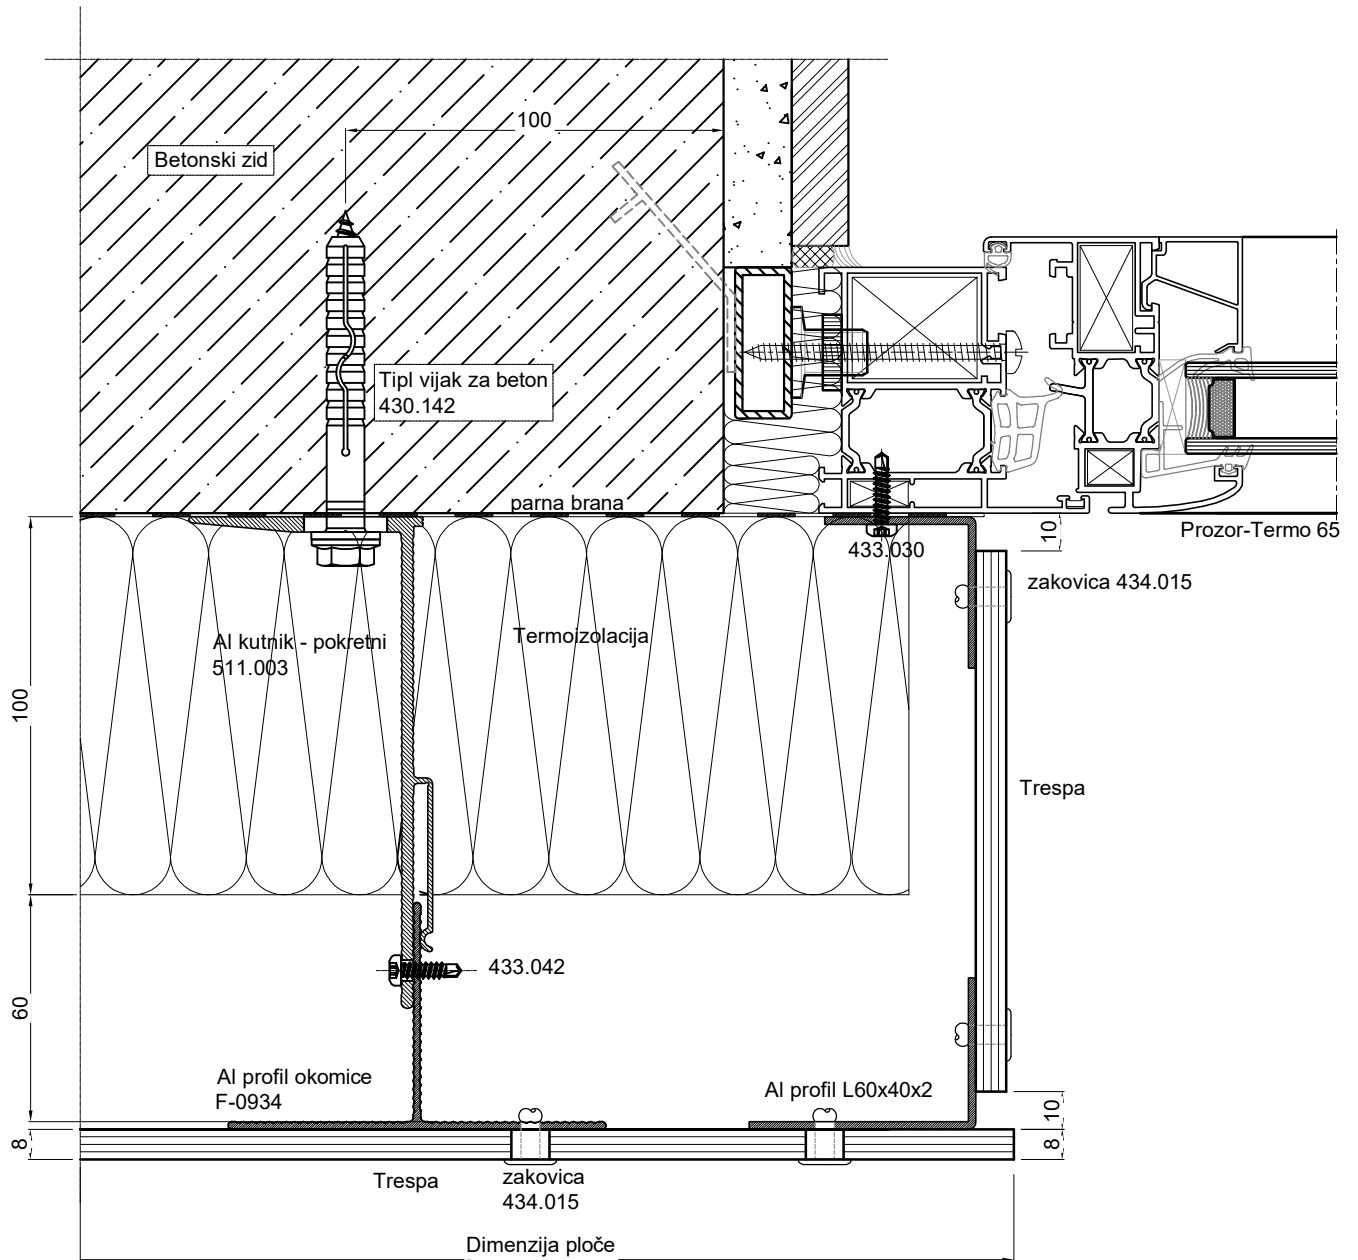 100
Betonski zid
Tipl vijak za beton
430.142
parna brana
433.030
10
Prozor-Termo 65
zakovica 434.015
Al kutnik - pokretni
511.003
Termoizolacija
100
Trespa
433.042
60
Al profil okomice
F-0934
Al profil L60x40x2
10
8
8
Trespa
zakovica
434.015
Dimenzija ploče